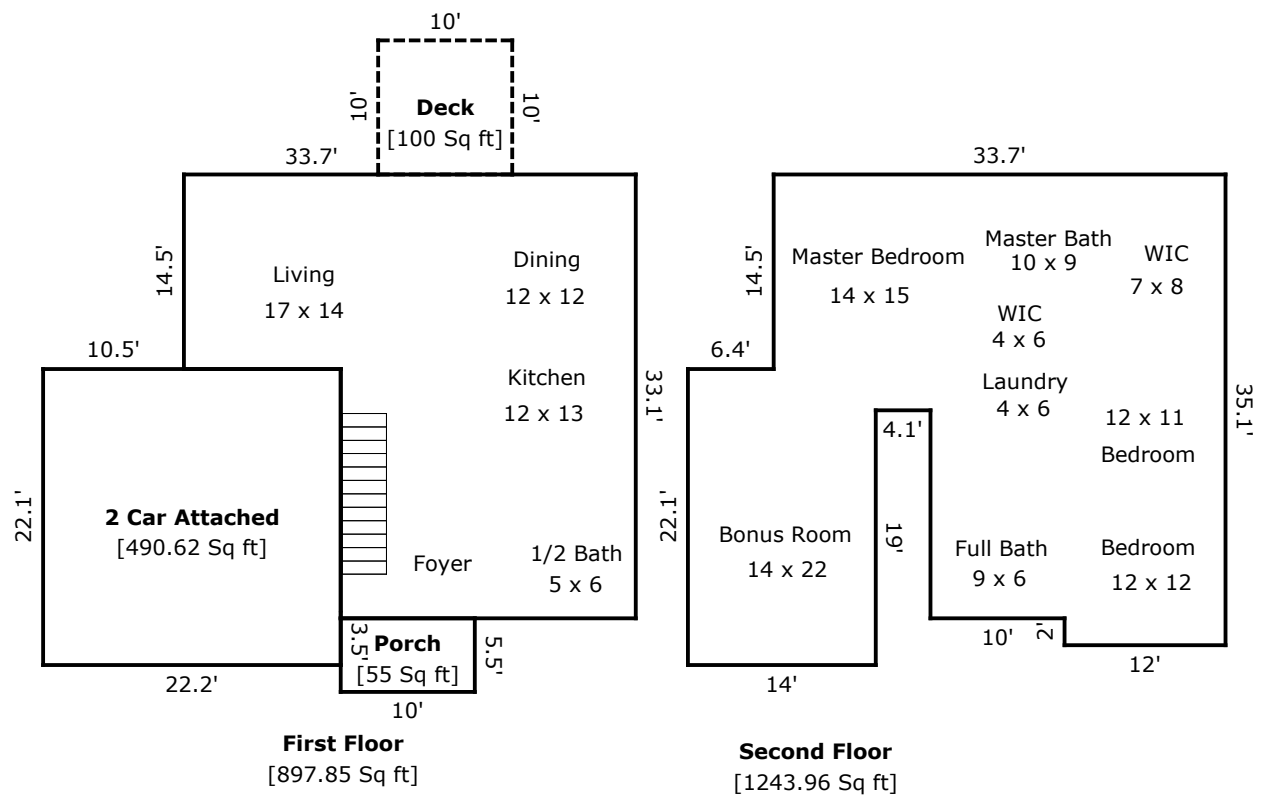 10'
10'
Deck
10'
[100 Sq ft]
33.7'
14.5'
Living
17 x 14
Dining
12 x 12
10.5'
Kitchen
12 x 13
33.1'
22.1'
2 Car Attached
[490.62 Sq ft]
Foyer
1/2 Bath
5 x 6
3.5'
Porch
[55 Sq ft]
5.5'
22.2'
10'
First Floor
[897.85 Sq ft]
33.7'
14.5'
Master Bedroom
14 x 15
Master Bath
10 x 9
WIC
7 x 8
WIC
4 x 6
6.4'
Laundry
4 x 6
4.1'
12 x 11
Bedroom
35.1'
22.1'
Bonus Room
14 x 22
19'
Full Bath
9 x 6
Bedroom
12 x 12
10'
2'
12'
14'
Second Floor
[1243.96 Sq ft]